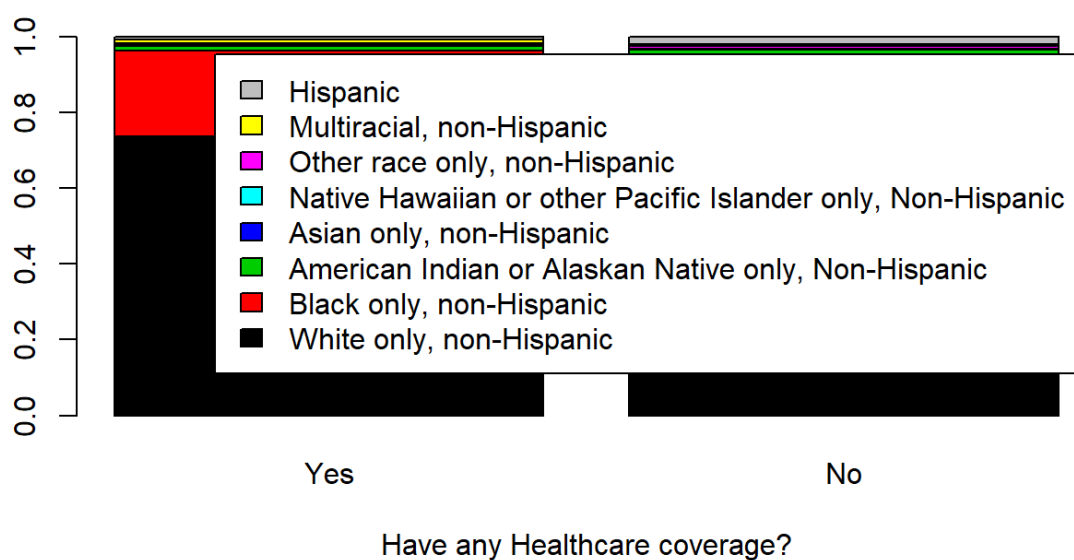 1.0
0.8
0.6
0.4
0.2
0.0
Hispanic
Multiracial, non-Hispanic
Other race only, non-Hispanic
Native Hawaiian or other Pacific Islander only, Non-Hispanic
Asian only, non-Hispanic
American Indian or Alaskan Native only, Non-Hispanic
Black only, non-Hispanic
White only, non-Hispanic
Yes No
Have any Healthcare coverage?